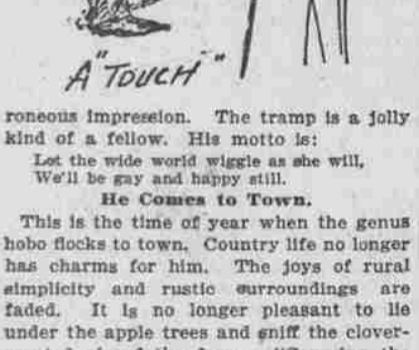 A "TOUCH"
roneous impression. The tramp is a jolly
kind of a fellow. His motto is:
Let the wide world wiggle as she will,
We'll be gay and happy still.
He Comes to Town.
This is the time of year when the genus
hobo flocks to town. Country life no longer
has charms for him. The joys of rural
simplicity and rustic surroundings are
faded. It is no longer pleasant to lie
under the apple trees and sniff the clover-